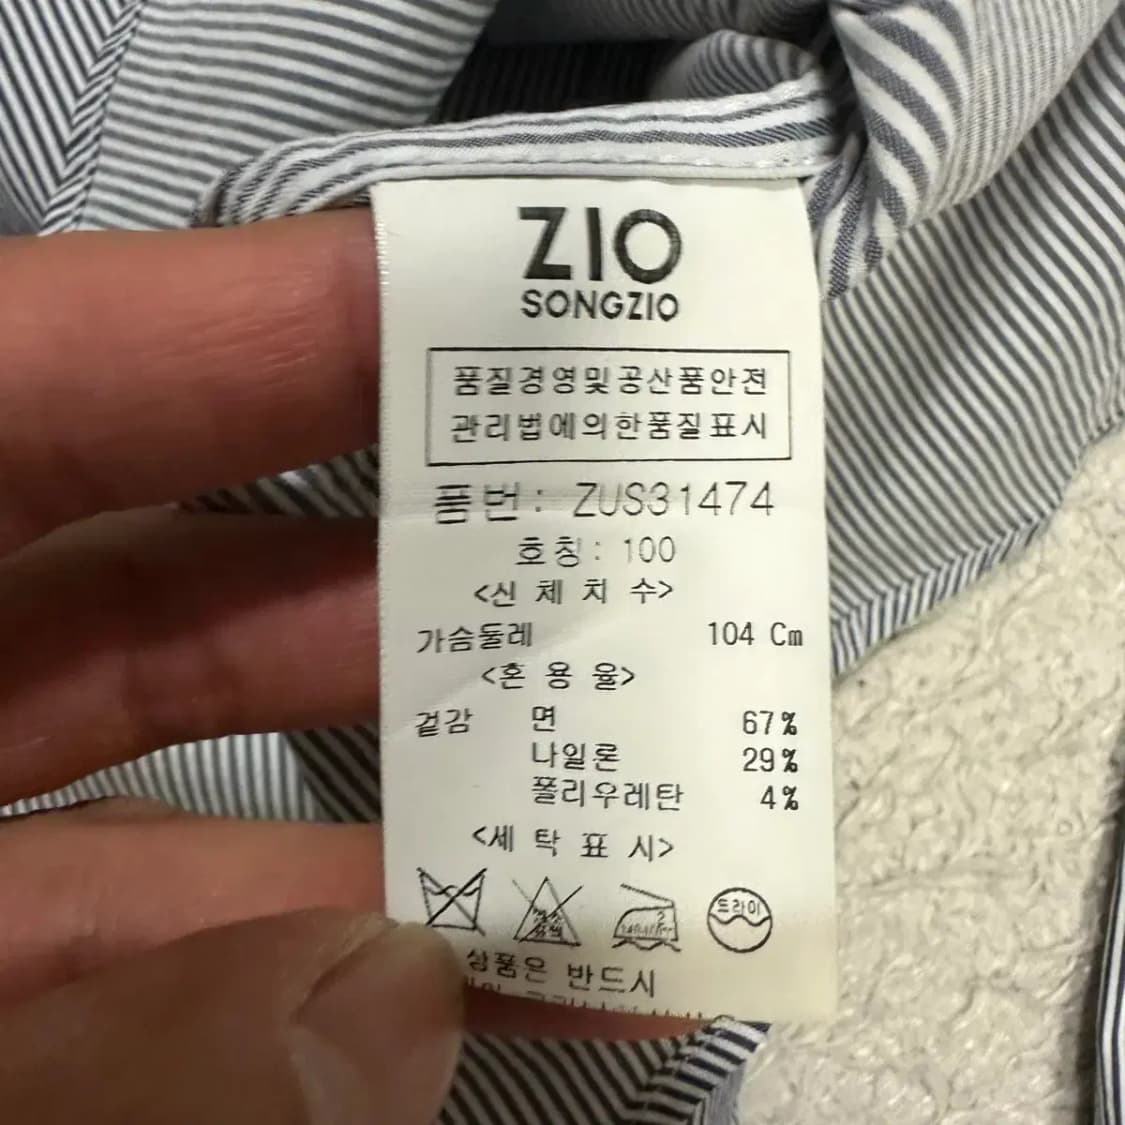 ZIO
SONGZIO
품질경영및공산품안전
관리법에의한품질표시
품번: ZUS31474
호칭: 100
<신 체 치 수>
가슴둘레 104 Cm
<혼 용 율>
겉감 면 67%
나일론 29%
폴리우레탄 4%
<세 탁 표 시>
2
드라이
상품은 반드시